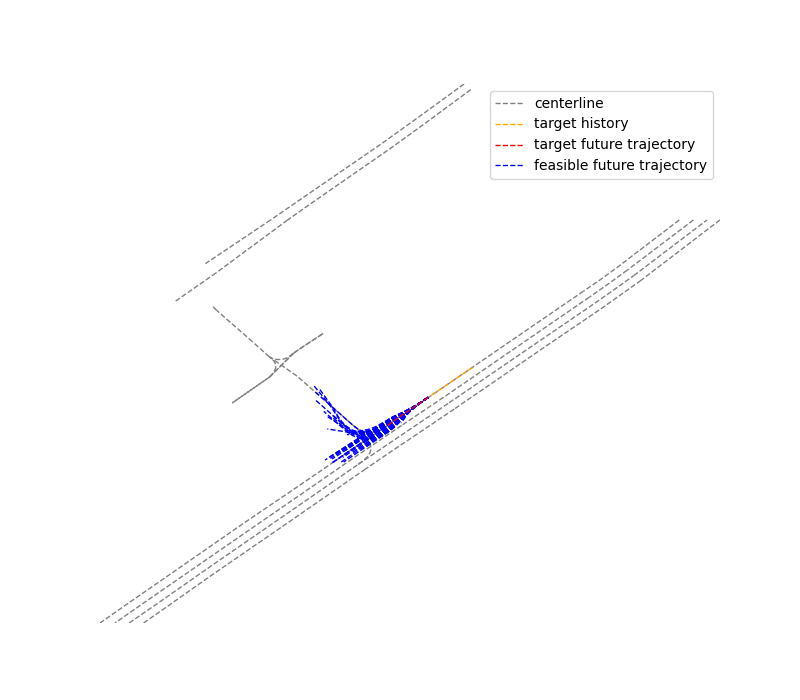 centerline
target history
target future trajectory
feasible future trajectory